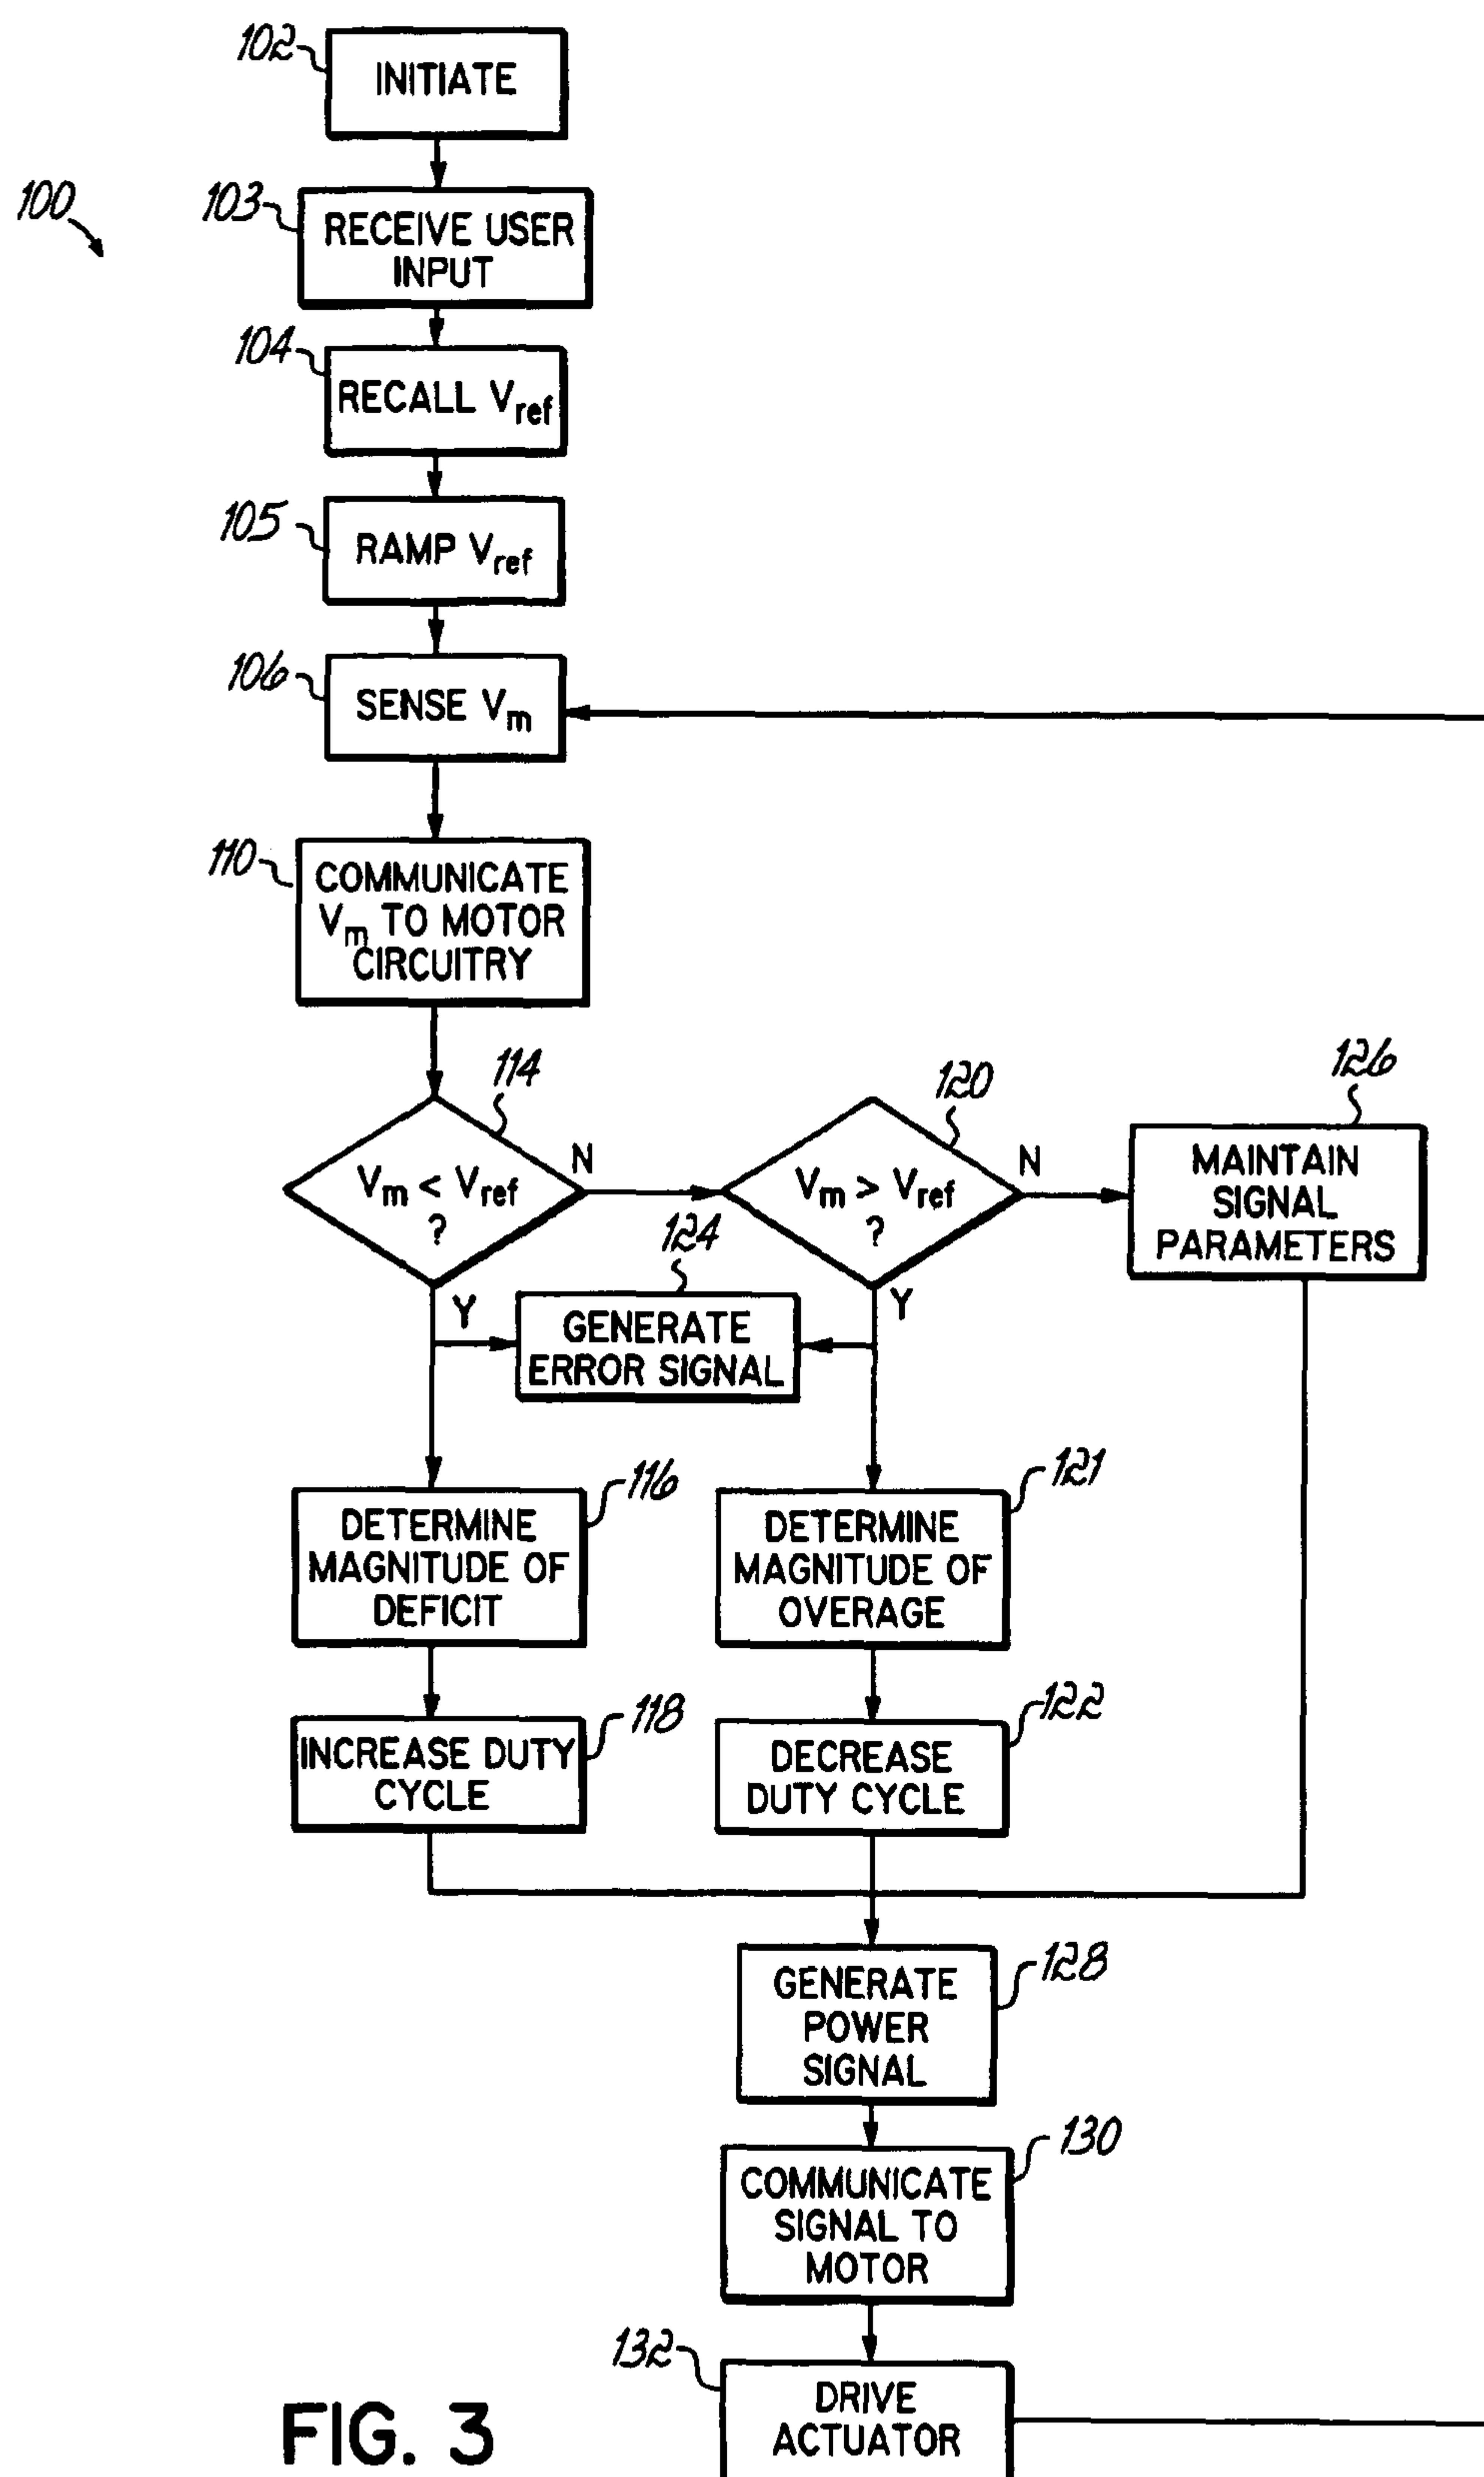 102
INITIATE
100
103
RECEIVE USER
INPUT
104
RECALL Vref
105
RAMP Vref
106
SENSE Vm
110
COMMUNICATE
Vm TO MOTOR
CIRCUITRY
114
Vm < Vref
?
N
Y
120
Vm > Vref
?
N
Y
126
MAINTAIN
SIGNAL
PARAMETERS
124
GENERATE
ERROR SIGNAL
116
DETERMINE
MAGNITUDE OF
DEFICIT
121
DETERMINE
MAGNITUDE OF
OVERAGE
118
INCREASE DUTY
CYCLE
122
DECREASE
DUTY CYCLE
128
GENERATE
POWER
SIGNAL
130
COMMUNICATE
SIGNAL TO
MOTOR
132
DRIVE
ACTUATOR
FIG. 3